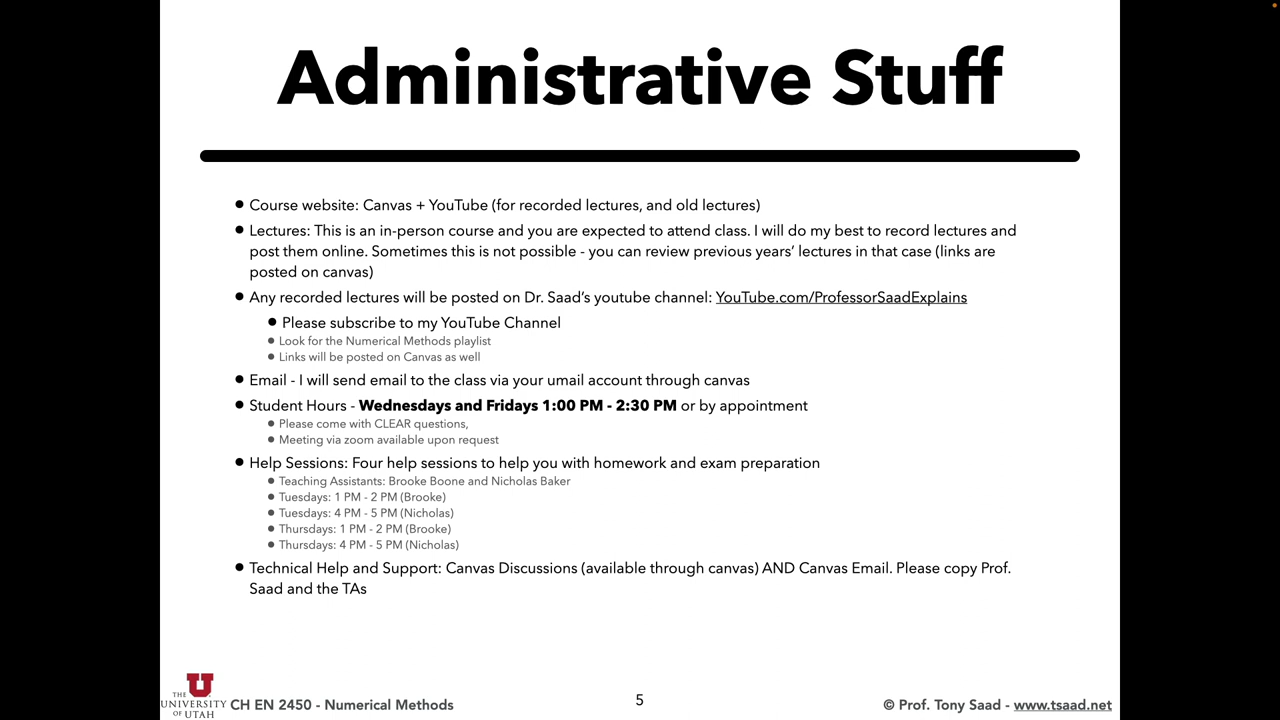 Administrative Stuff
• Course website: Canvas + YouTube (for recorded lectures, and old lectures)
• Lectures: This is an in-person course and you are expected to attend class. I will do my best to record lectures and
post them online. Sometimes this is not possible - you can review previous years’ lectures in that case (links are
posted on canvas)
• Any recorded lectures will be posted on Dr. Saad’s youtube channel: YouTube.com/ProfessorSaadExplains
• Please subscribe to my YouTube Channel
• Look for the Numerical Methods playlist
• Links will be posted on Canvas as well
• Email - I will send email to the class via your umail account through canvas
• Student Hours - Wednesdays and Fridays 1:00 PM - 2:30 PM or by appointment
• Please come with CLEAR questions,
• Meeting via zoom available upon request
• Help Sessions: Four help sessions to help you with homework and exam preparation
• Teaching Assistants: Brooke Boone and Nicholas Baker
• Tuesdays: 1 PM - 2 PM (Brooke)
• Tuesdays: 4 PM - 5 PM (Nicholas)
• Thursdays: 1 PM - 2 PM (Brooke)
• Thursdays: 4 PM - 5 PM (Nicholas)
• Technical Help and Support: Canvas Discussions (available through canvas) AND Canvas Email. Please copy Prof.
Saad and the TAs
THE
UNIVERSITY
OF UTAH
CH EN 2450 - Numerical Methods
5
© Prof. Tony Saad - www.tsaad.net